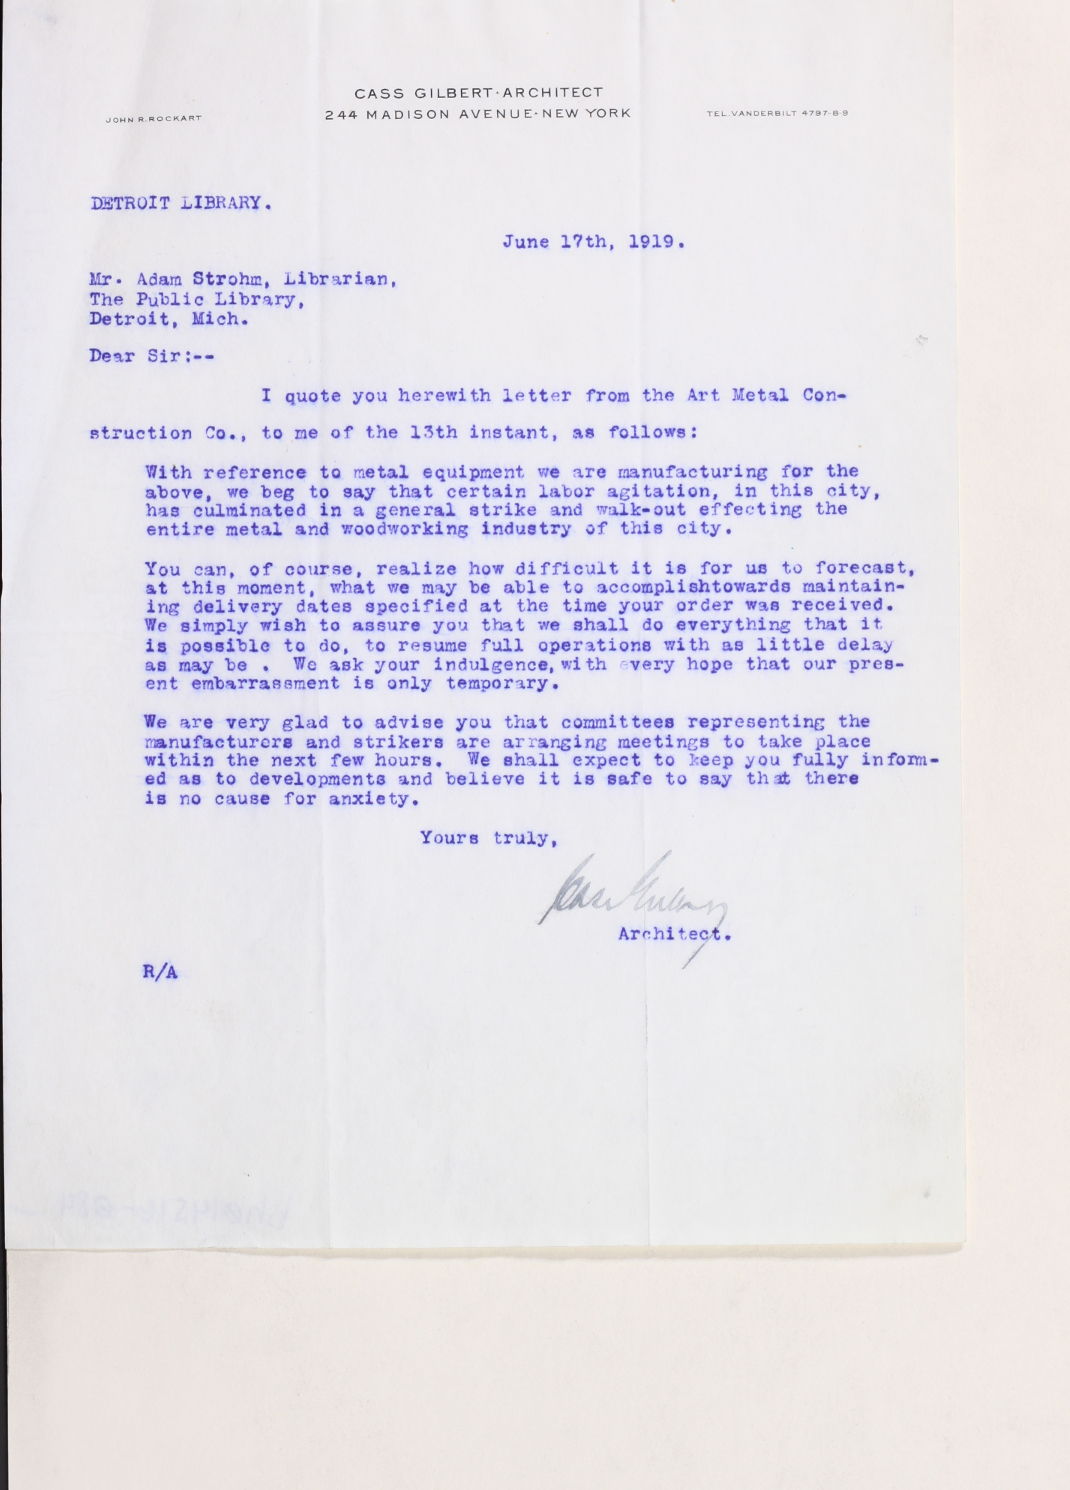 CASS GILBERT·ARCHITECT
244 MADISON AVENUE·NEW YORK
JOHN R. ROCKART
TEL. VANDERBILT 4797-8-9
DETROIT LIBRARY.
June 17th, 1919.
Mr. Adam Strohm, Librarian,
The Public Library,
Detroit, Mich.
Dear Sir:--
I quote you herewith letter from the Art Metal Con-
struction Co., to me of the 13th instant, as follows:
With reference to metal equipment we are manufacturing for the
above, we beg to say that certain labor agitation, in this city,
has culminated in a general strike and walk-out effecting the
entire metal and woodworking industry of this city.
You can, of course, realize how difficult it is for us to forecast,
at this moment, what we may be able to accomplishtowards maintain-
ing delivery dates specified at the time your order was received.
We simply wish to assure you that we shall do everything that it
is possible to do, to resume full operations with as little delay
as may be . We ask your indulgence, with every hope that our pres-
ent embarrassment is only temporary.
We are very glad to advise you that committees representing the
manufacturers and strikers are arranging meetings to take place
within the next few hours. We shall expect to keep you fully inform-
ed as to developments and believe it is safe to say that there
is no cause for anxiety.
Yours truly,
Cass Gilbert
Architect.
R/A